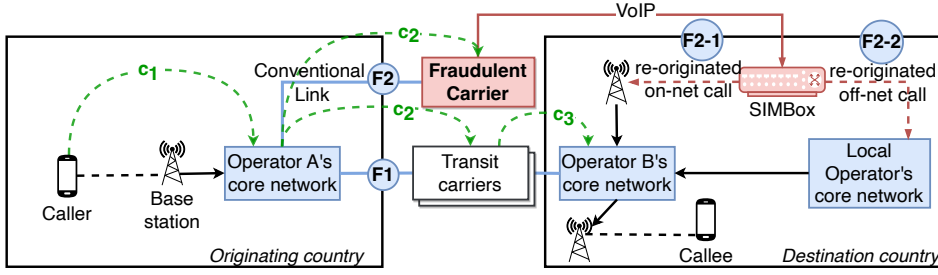 VoIP
c2
F2-1
F2-2
c1
Conventional
Link
F2
Fraudulent
Carrier
re-originated
on-net call
SIMBox
re-originated
off-net call
c2
c3
Caller
Base
station
Operator A's
core network
F1
Transit
carriers
Operator B's
core network
Local
Operator's
core network
Callee
Originating country
Destination country